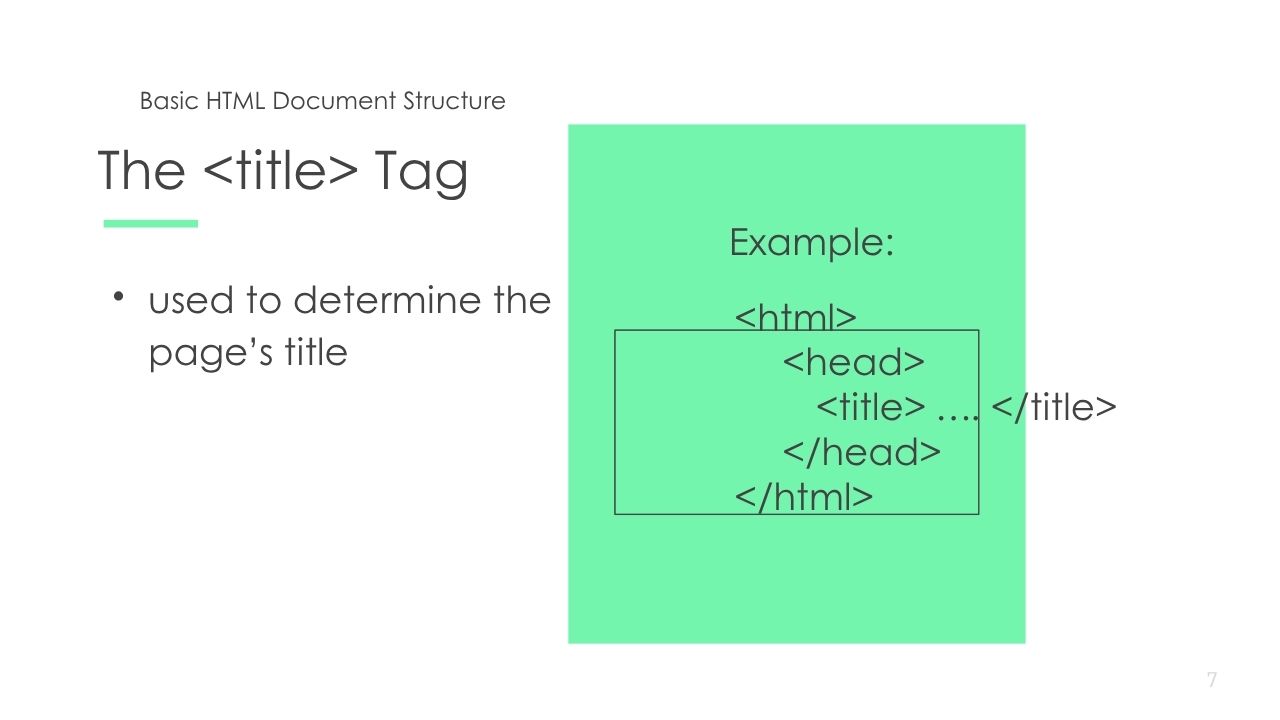 Basic HTML Document Structure
The <title> Tag
• used to determine the
page’s title
Example:
<html>
<head>
<title> …. </title>
</head>
</html>
7